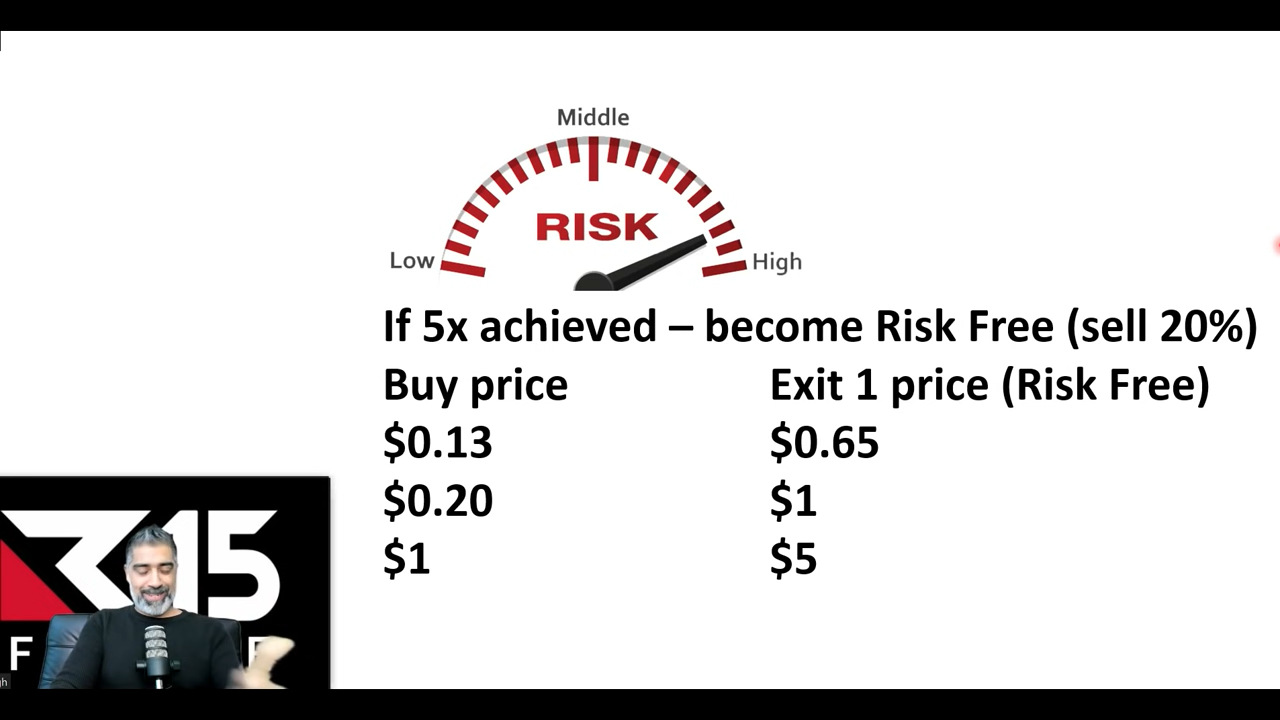 Middle
RISK
Low
High
If 5x achieved – become Risk Free (sell 20%)
Buy price Exit 1 price (Risk Free)
$0.13 $0.65
$0.20 $1
$1 $5
15
F